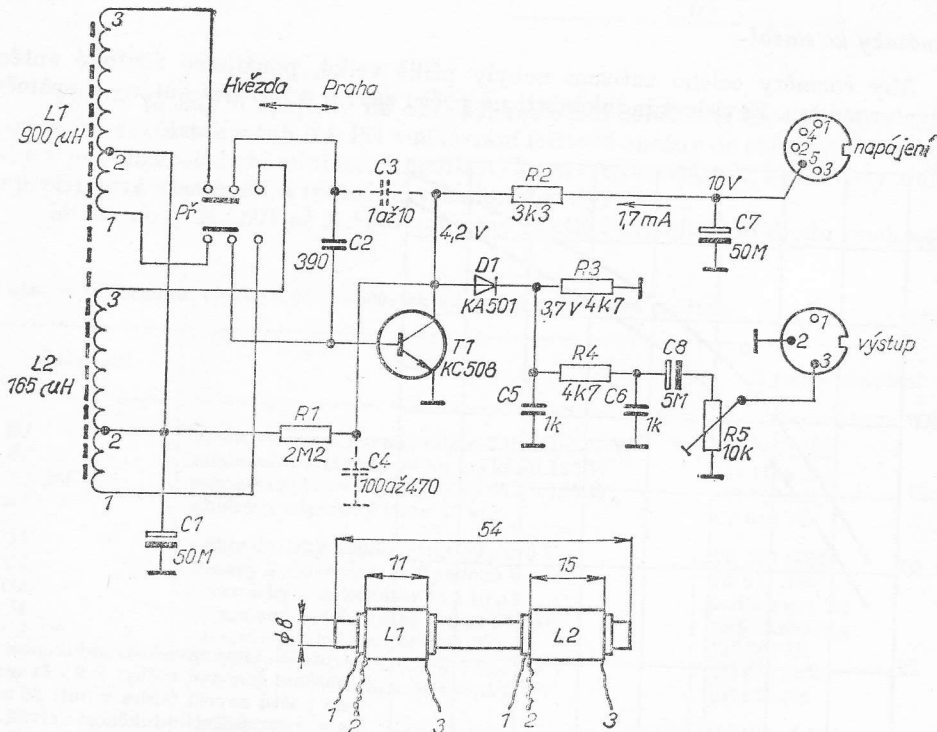 3
L1
900 µH
2
1
Hvězda
Praha
Př
C3
1až10
C2
390
R2
3k3
4,2 V
1,7mA
10V
C7
50M
napájení
1
2
5
3
D1
KA501
3,7V
R3
4k7
T1
KC508
R4
4k7
C5
1k
C6
1k
C8
5M
R5
10k
výstup
1
2
3
3
L2
165 µH
2
1
R1
2M2
C4
100až470
C1
50M
54
11
15
ϕ8
L1
L2
1
2
3
1
2
3